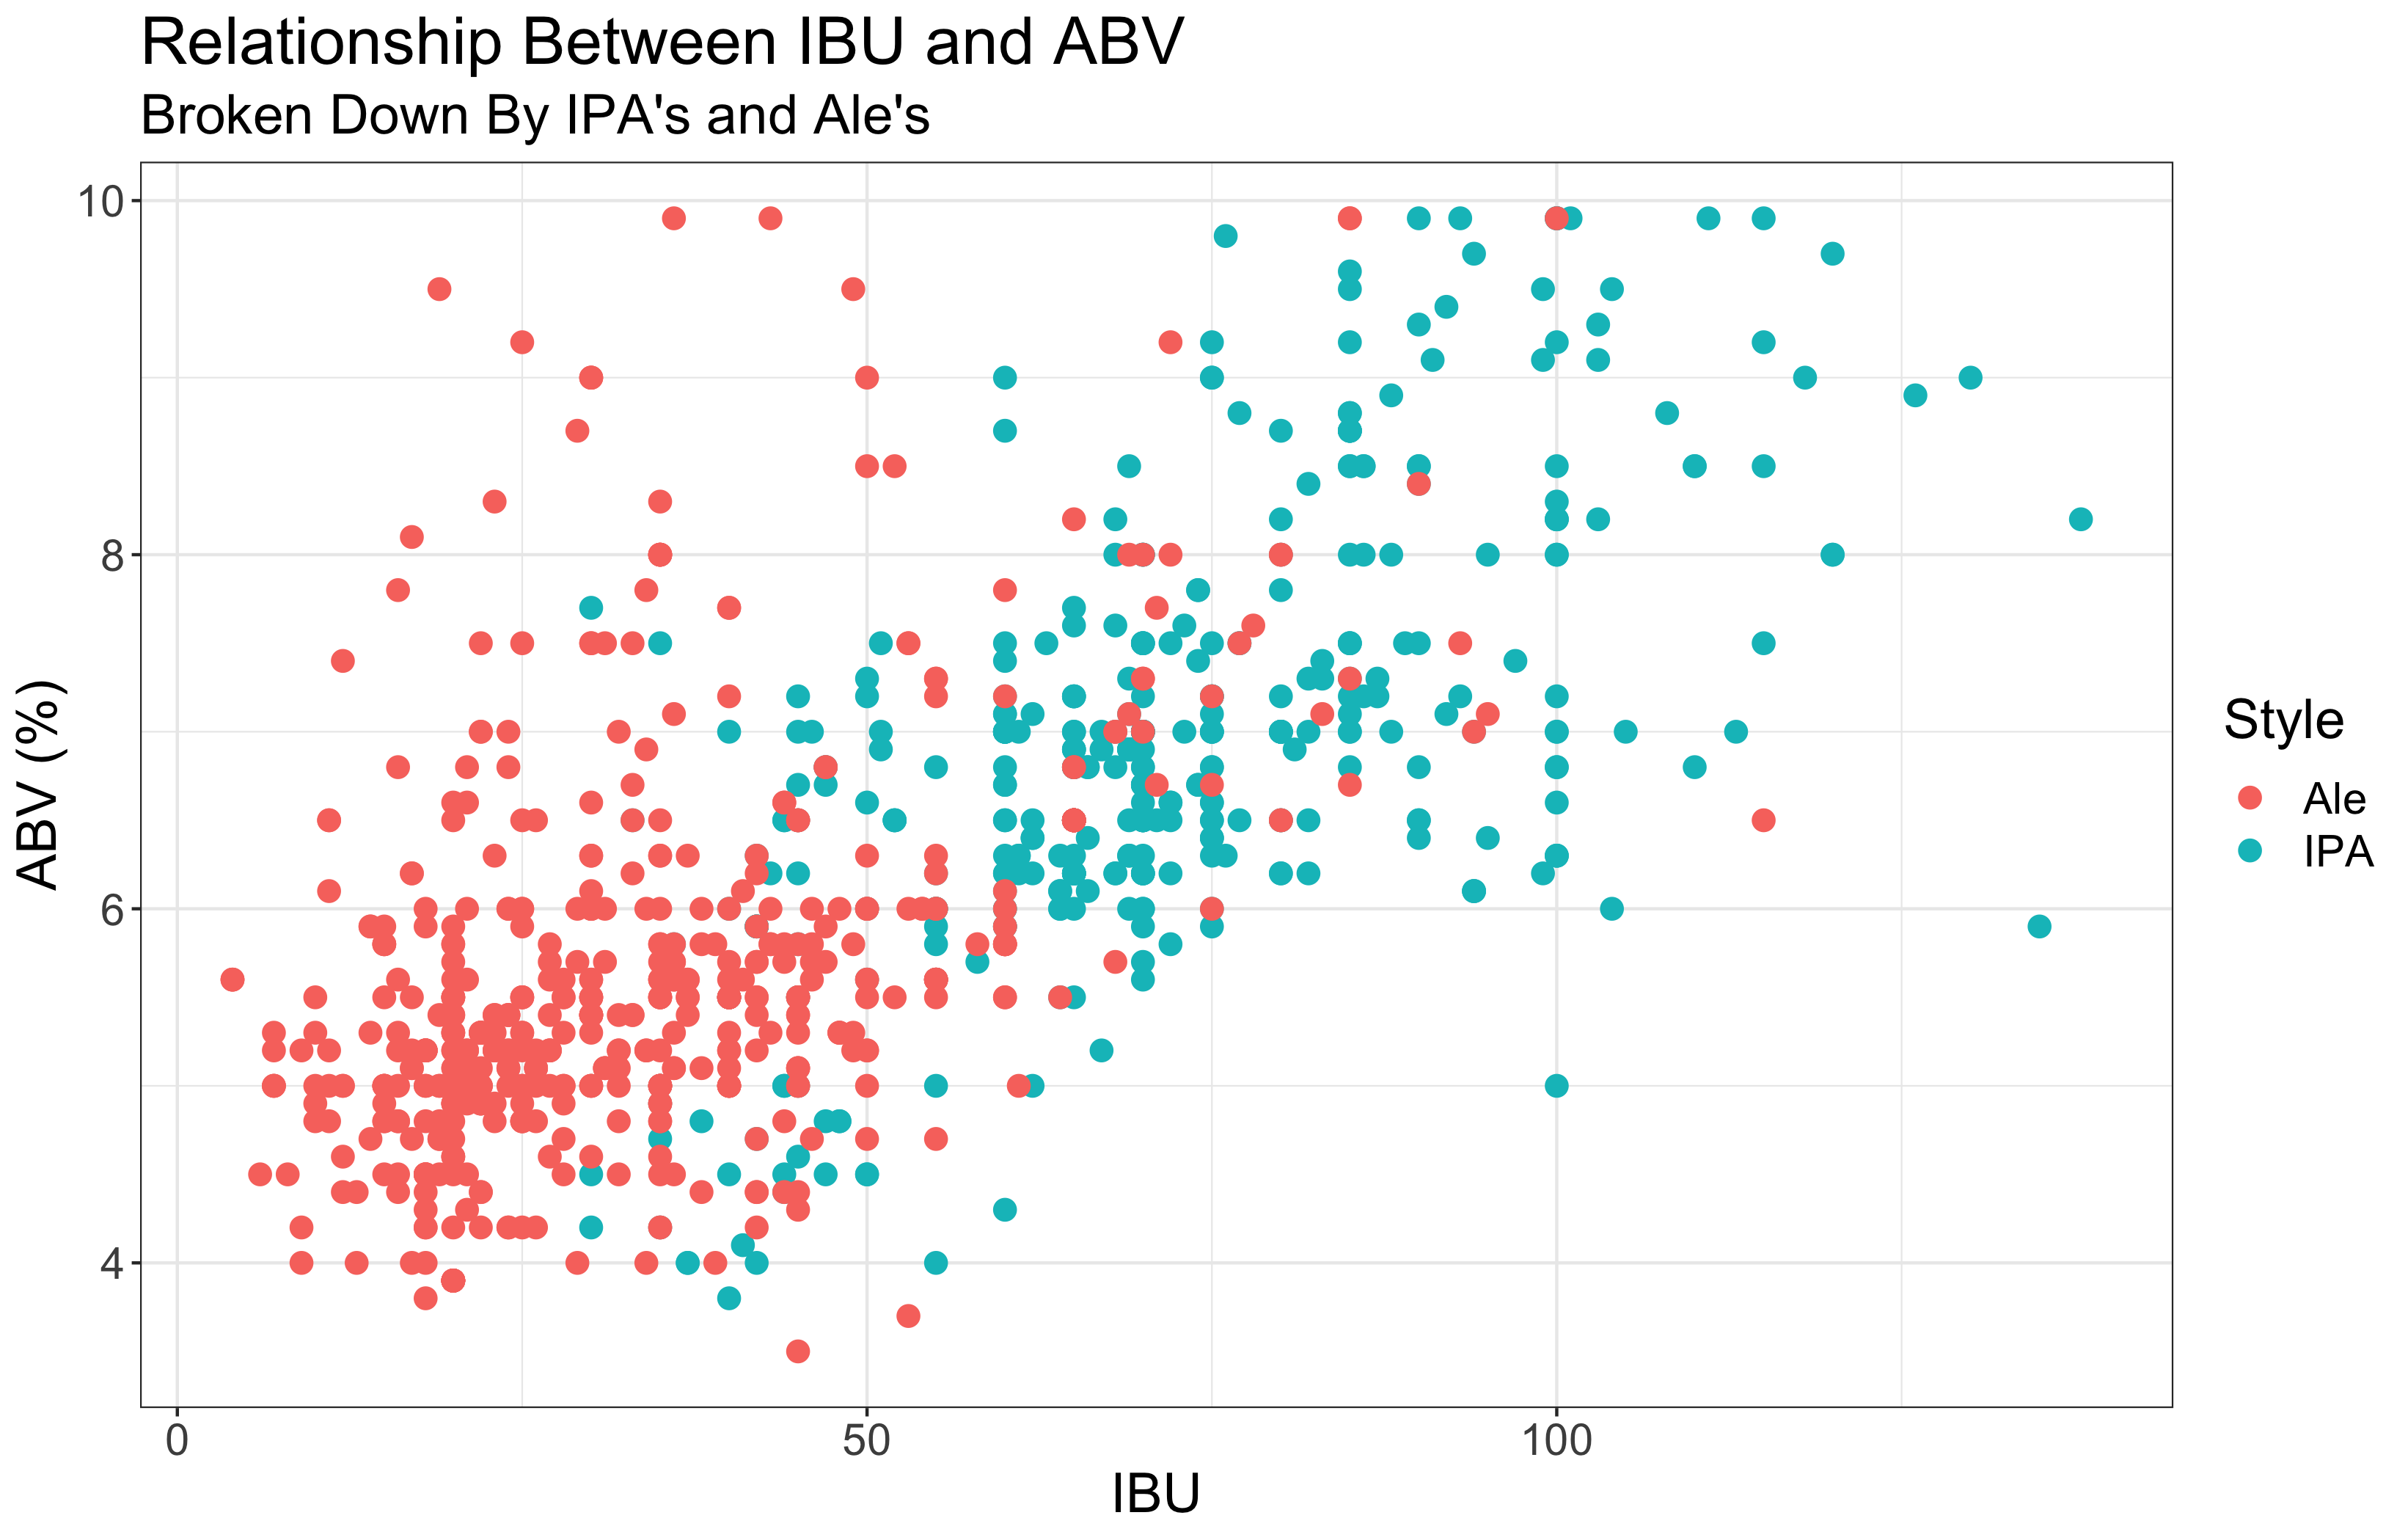 Relationship Between IBU and ABV
Broken Down By IPA's and Ale's
10
8
6
4
ABV (%)
0
50
100
IBU
Style
Ale
IPA